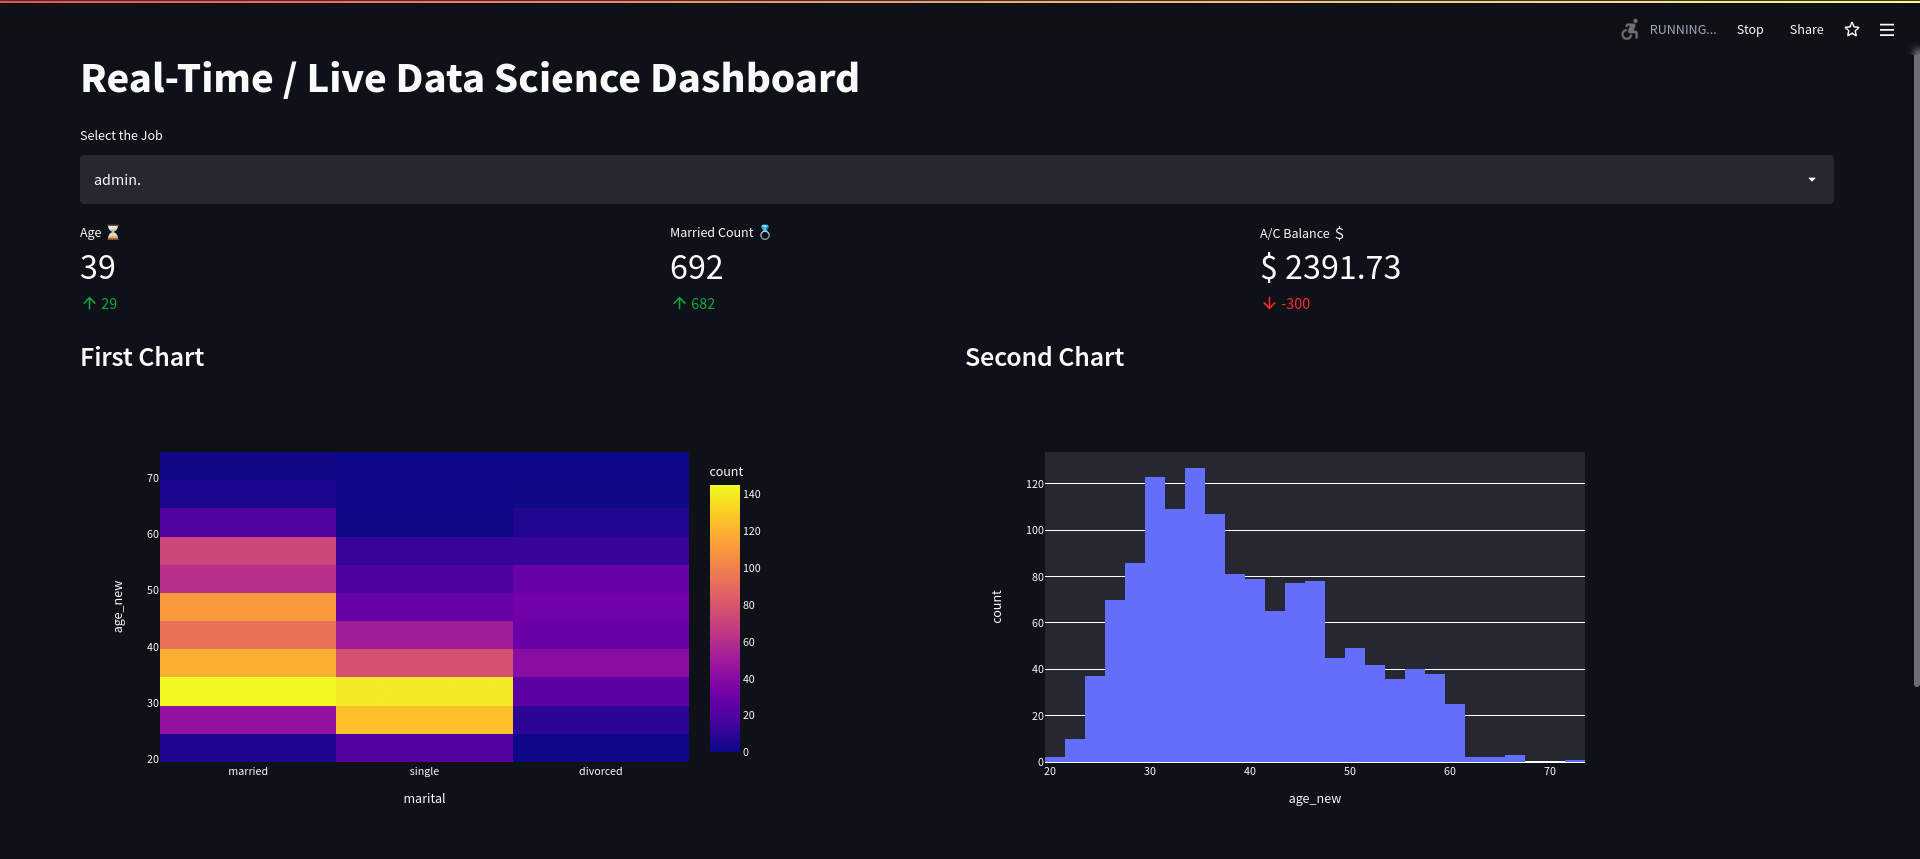 RUNNING... Stop Share
Real-Time / Live Data Science Dashboard
Select the Job
admin.
Age ⏳
39
↑ 29
Married Count 💍
692
↑ 682
A/C Balance $
$ 2391.73
↓ -300
First Chart
count
140
120
100
80
60
40
20
0
age_new
70
60
50
40
30
20
married single divorced
marital
Second Chart
count
120
100
80
60
40
20
0
20 30 40 50 60 70
age_new